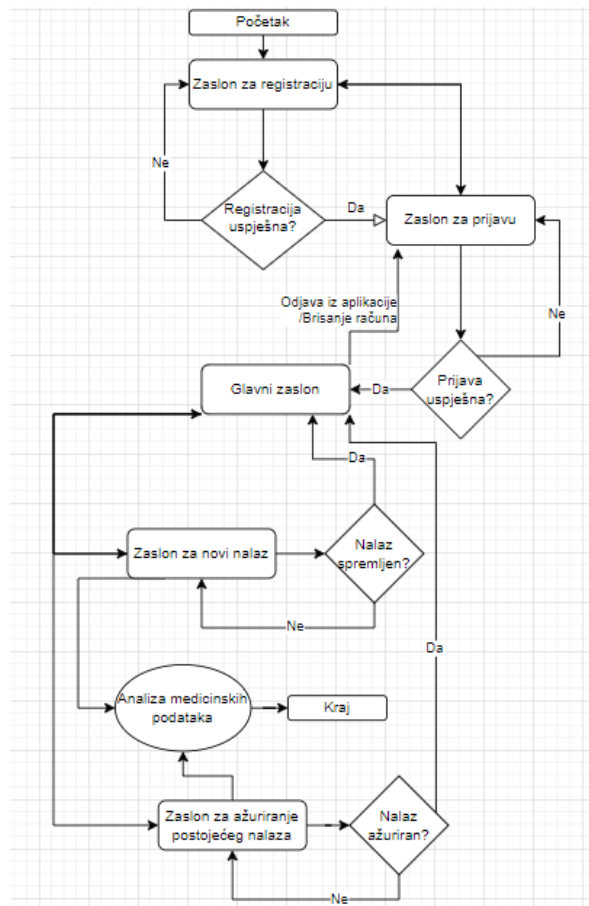 Početak
Zaslon za registraciju
Ne
Registracija
uspješna?
Da
Zaslon za prijavu
Odjava iz aplikacije
/Brisanje računa
Ne
Glavni zaslon
Da
Prijava
uspješna?
Da
Zaslon za novi nalaz
Nalaz
spremljen?
Ne
Da
Analiza medicinskih
podataka
Kraj
Zaslon za ažuriranje
postojećeg nalaza
Nalaz
ažuriran?
Ne